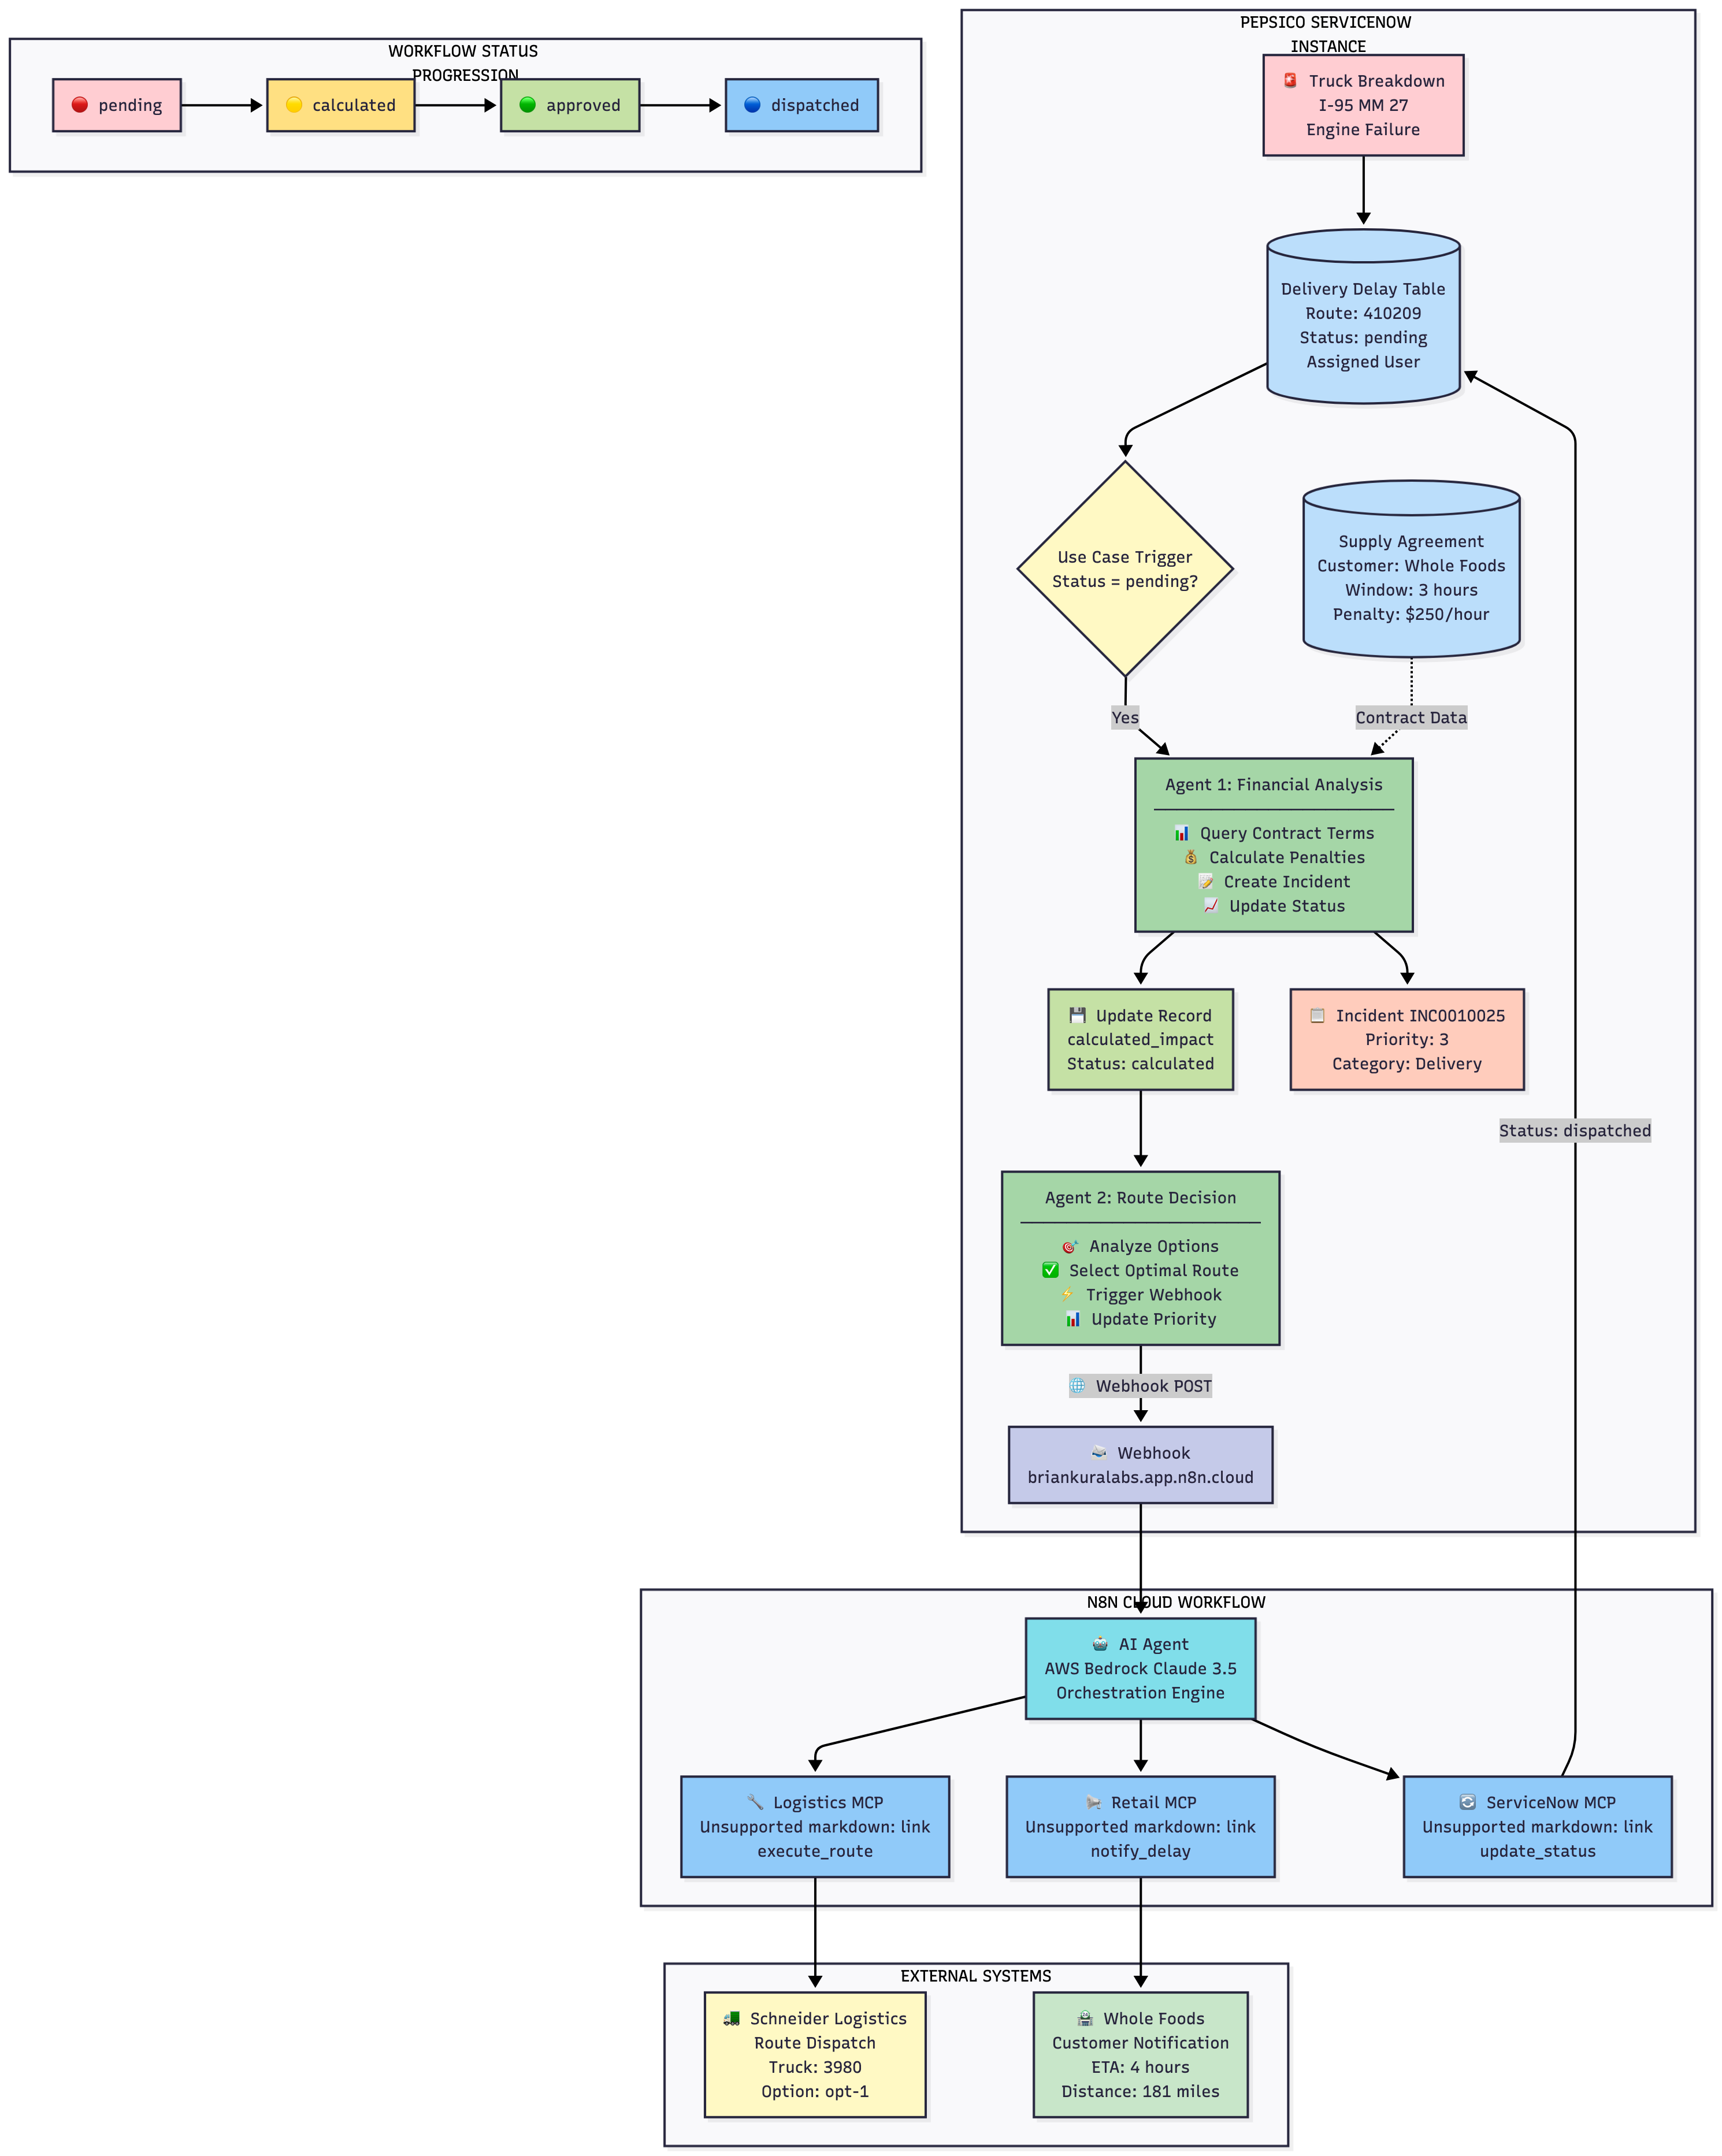 WORKFLOW STATUS
PROGRESSION
pending
calculated
approved
dispatched
PEPSICO SERVICENOW
INSTANCE
Truck Breakdown
I-95 MM 27
Engine Failure
Delivery Delay Table
Route: 410209
Status: pending
Assigned User
Use Case Trigger
Status = pending?
Supply Agreement
Customer: Whole Foods
Window: 3 hours
Penalty: $250/hour
Yes
Contract Data
Agent 1: Financial Analysis
Query Contract Terms
Calculate Penalties
Create Incident
Update Status
Update Record
calculated_impact
Status: calculated
Incident INC0010025
Priority: 3
Category: Delivery
Status: dispatched
Agent 2: Route Decision
Analyze Options
Select Optimal Route
Trigger Webhook
Update Priority
Webhook POST
Webhook
briankuralabs.app.n8n.cloud
N8N CLOUD WORKFLOW
AI Agent
AWS Bedrock Claude 3.5
Orchestration Engine
Logistics MCP
Unsupported markdown: link
execute_route
Retail MCP
Unsupported markdown: link
notify_delay
ServiceNow MCP
Unsupported markdown: link
update_status
EXTERNAL SYSTEMS
Schneider Logistics
Route Dispatch
Truck: 3980
Option: opt-1
Whole Foods
Customer Notification
ETA: 4 hours
Distance: 181 miles